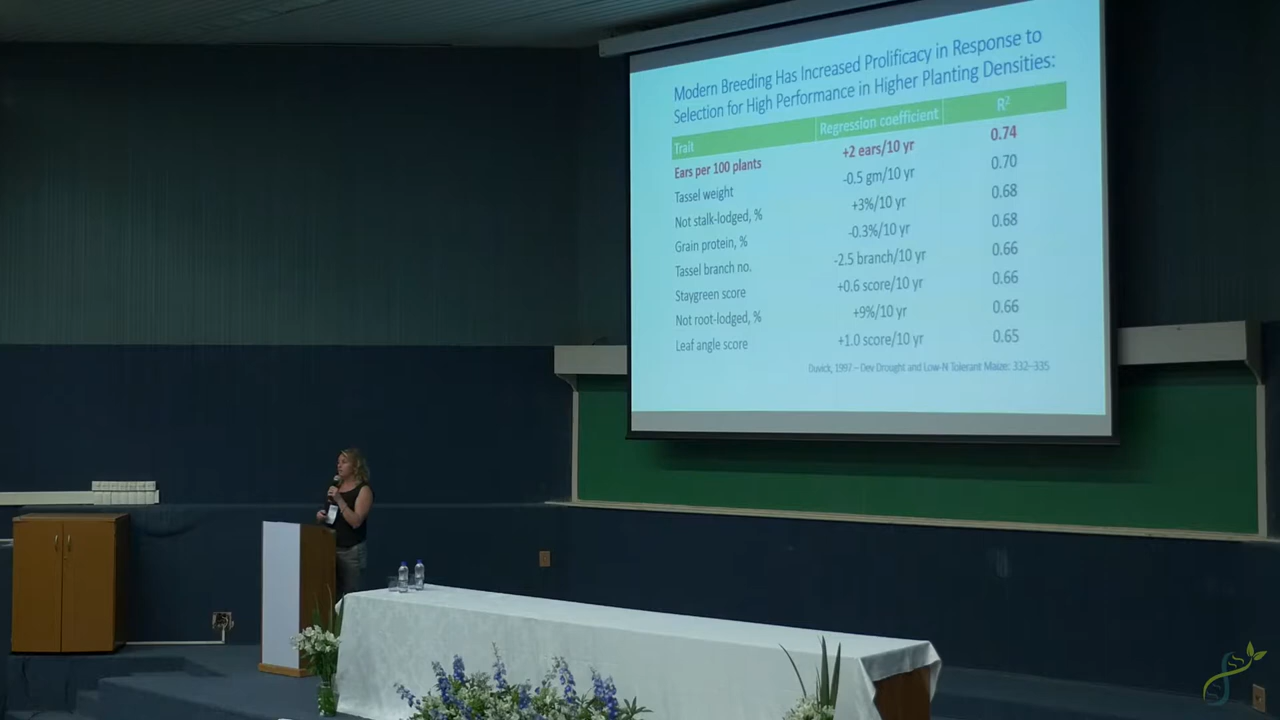 Modern Breeding Has Increased Prolificacy in Response to
Selection for High Performance in Higher Planting Densities:
Trait Regression coefficient R²
Ears per 100 plants +2 ears/10 yr 0.74
Tassel weight -0.5 gm/10 yr 0.70
Not stalk-lodged, % +3%/10 yr 0.68
Grain protein, % -0.3%/10 yr 0.68
Tassel branch no. -2.5 branch/10 yr 0.66
Staygreen score +0.6 score/10 yr 0.66
Not root-lodged, % +9%/10 yr 0.66
Leaf angle score +1.0 score/10 yr 0.65
Duvick, 1997 – Dev Drought and Low-N Tolerant Maize: 332–335